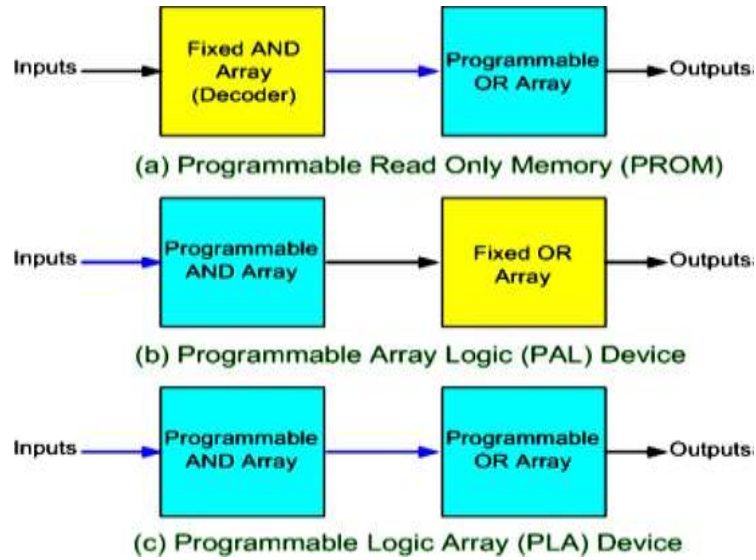 Inputs
Fixed AND
Array
(Decoder)
Programmable
OR Array
Outputs
(a) Programmable Read Only Memory (PROM)
Inputs
Programmable
AND Array
Fixed OR
Array
Outputs
(b) Programmable Array Logic (PAL) Device
Inputs
Programmable
AND Array
Programmable
OR Array
Outputs
(c) Programmable Logic Array (PLA) Device